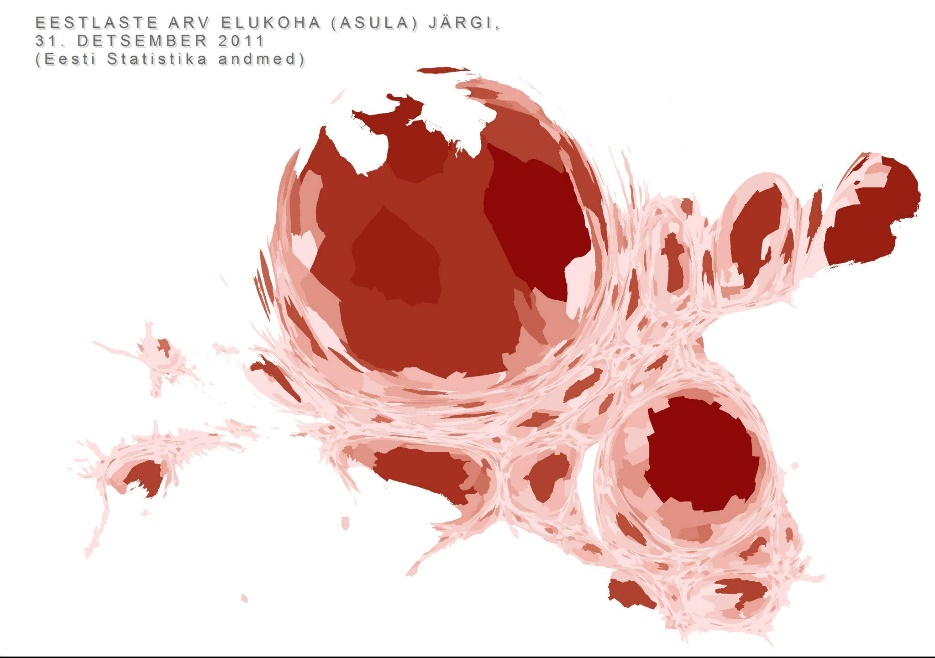 EESTLASTE ARV ELUKOHA (ASULA) JÄRGI,
31. DETSEMBER 2011
(Eesti Statistika andmed)